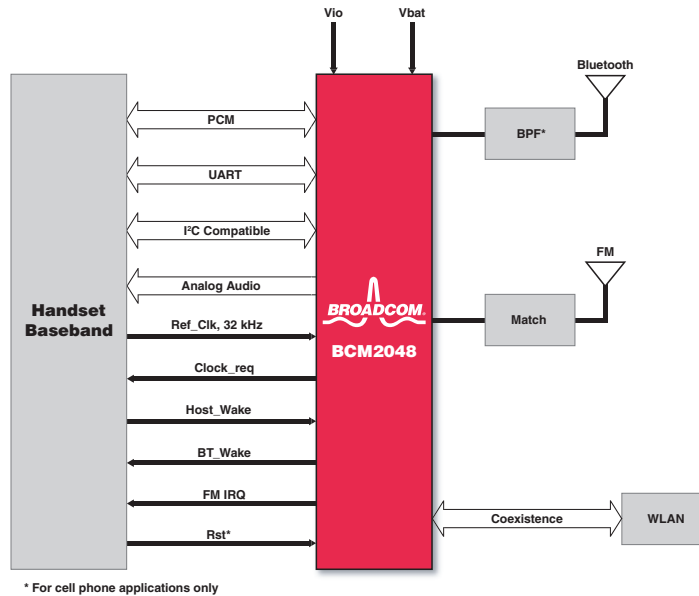 Vio
Vbat
Bluetooth
PCM
BPF*
UART
I²C Compatible
FM
Analog Audio
Handset
Baseband
BROADCOM®
Ref_Clk, 32 kHz
Match
BCM2048
Clock_req
Host_Wake
BT_Wake
FM IRQ
Coexistence
WLAN
Rst*
* For cell phone applications only